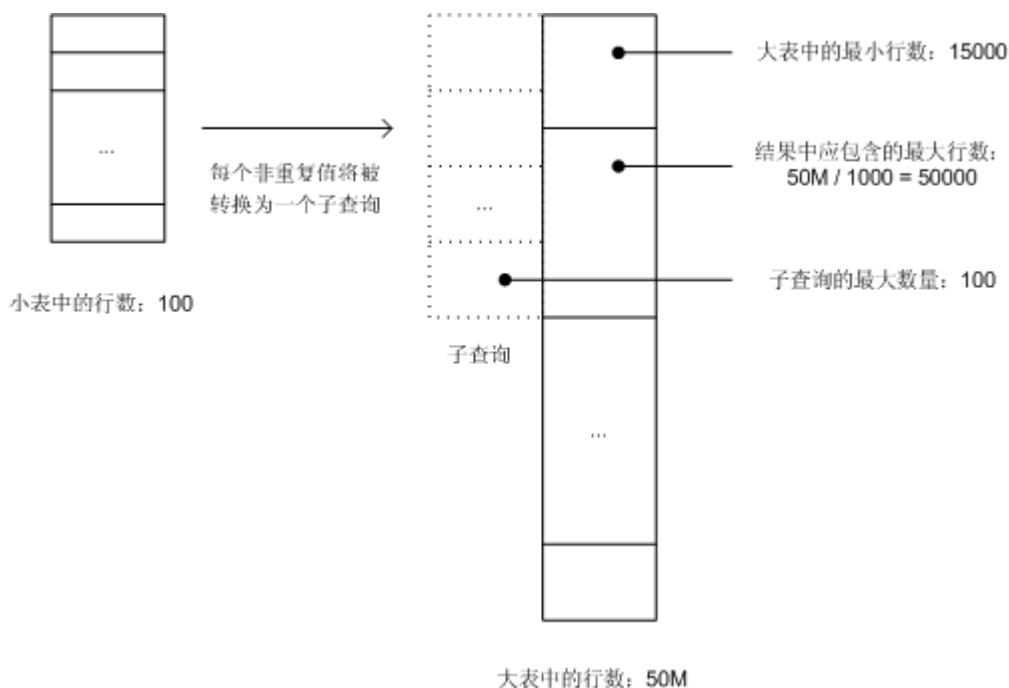 大表中的最小行数：15000
...
每个非重复值将被
转换为一个子查询
结果中应包含的最大行数：
50M / 1000 = 50000
...
子查询的最大数量：100
小表中的行数：100
子查询
...
大表中的行数：50M